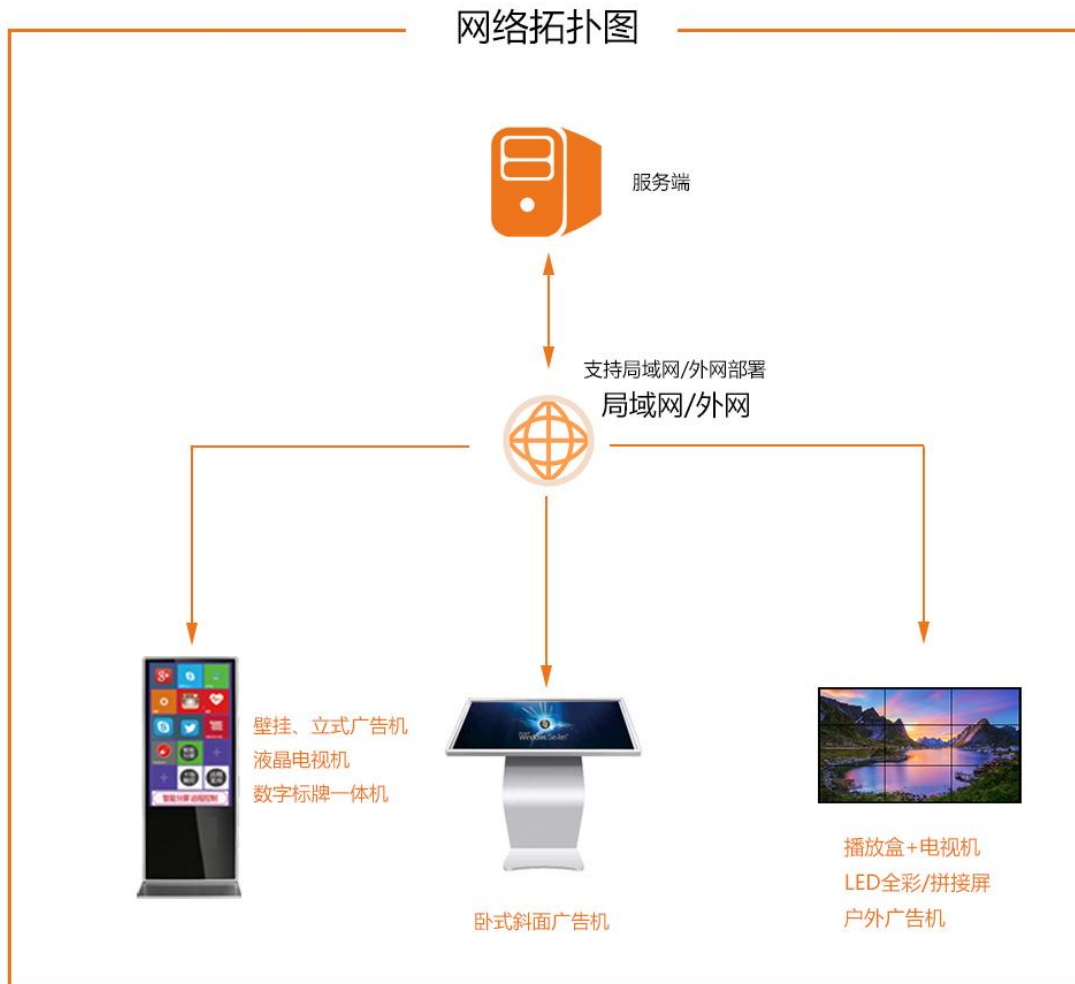 网络拓扑图
服务端
支持局域网/外网部署
局域网/外网
壁挂、立式广告机
液晶电视机
数字标牌一体机
卧式斜面广告机
播放盒+电视机
LED全彩/拼接屏
户外广告机